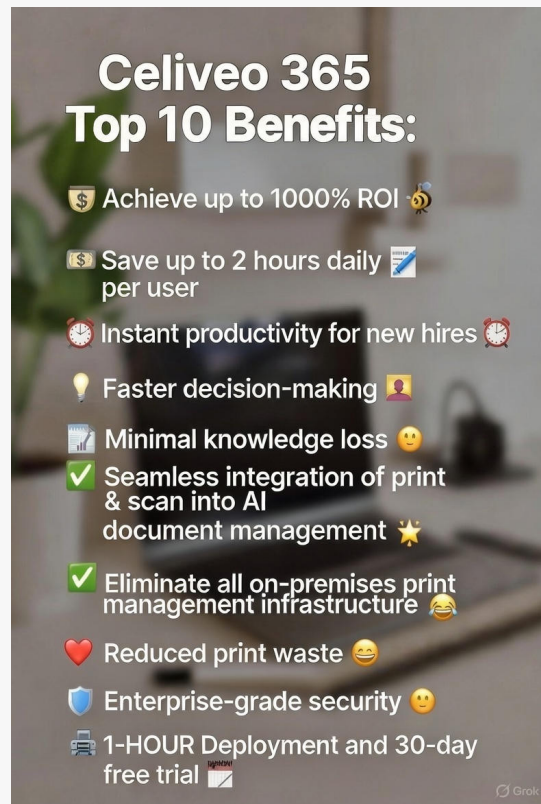 Celiveo 365
Top 10 Benefits:
Achieve up to 1000% ROI
Save up to 2 hours daily
per user
Instant productivity for new hires
Faster decision-making
Minimal knowledge loss
Seamless integration of print
& scan into AI
document management
Eliminate all on-premises print
management infrastructure
Reduced print waste
Enterprise-grade security
1-HOUR Deployment and 30-day
free trial
Grok